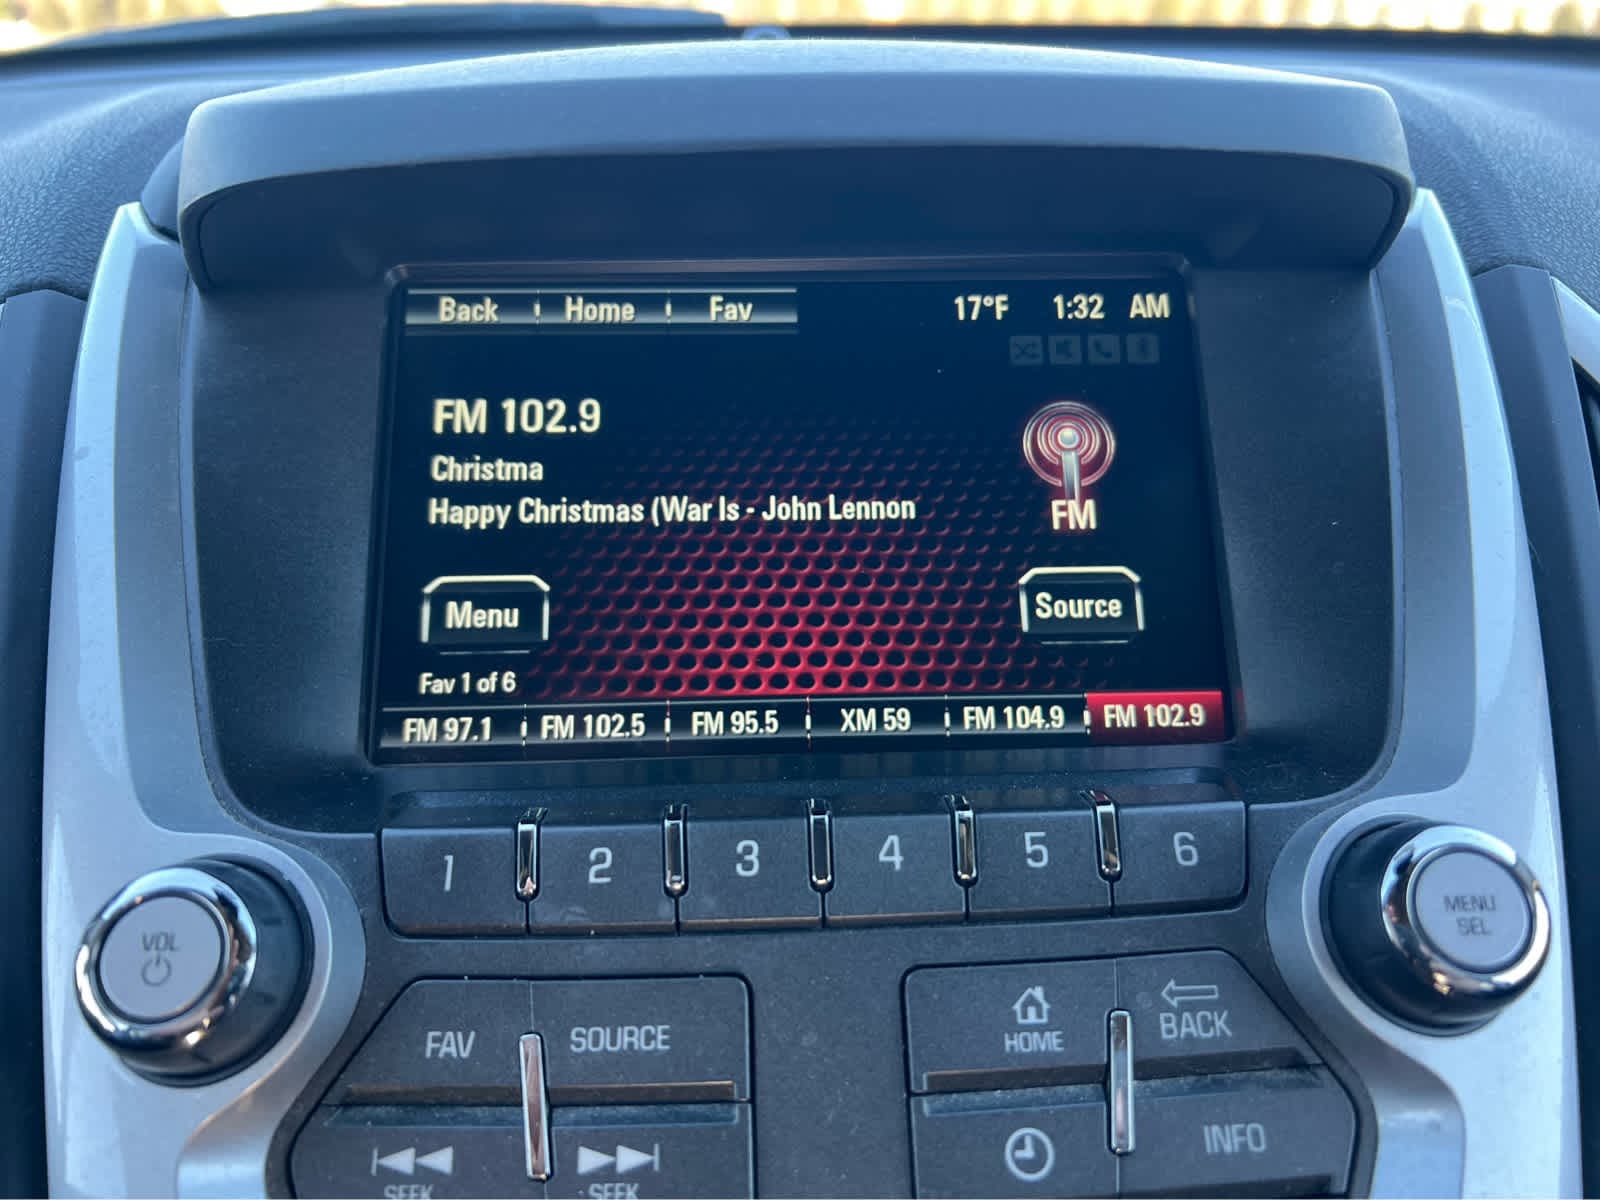 Back Home Fav 17°F 1:32 AM
FM 102.9
Christma
Happy Christmas (War Is - John Lennon
FM
Menu
Source
Fav 1 of 6
FM 97.1 FM 102.5 FM 95.5 XM 59 FM 104.9 FM 102.9
1 2 3 4 5 6
VOL
MENU
SEL
FAV SOURCE
HOME BACK
INFO
SEEK SEEK